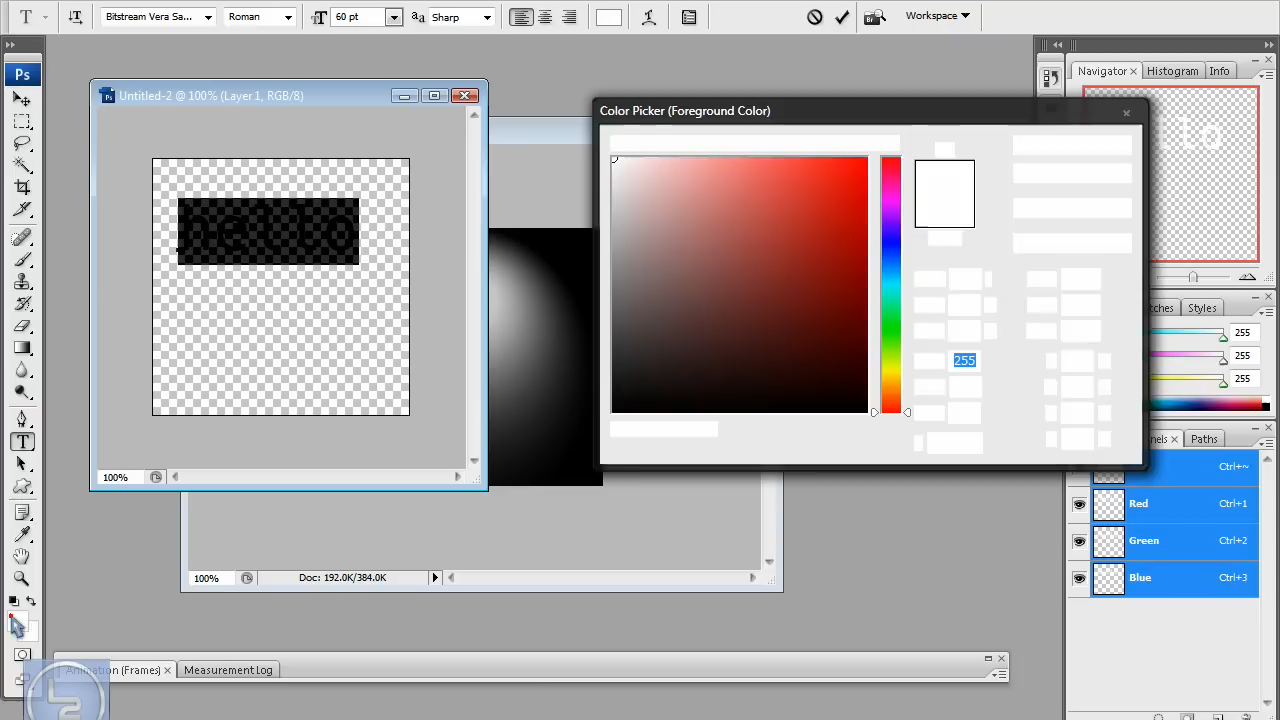 T Bitstream Vera Sa... Roman 60 pt Sharp Workspace
Ps
Untitled-2 @ 100% (Layer 1, RGB/8)
Color Picker (Foreground Color)
Navigator Histogram Info
255
Styles
255
255
255
Paths
Ctrl+~
Red Ctrl+1
Green Ctrl+2
Blue Ctrl+3
100%
100% Doc: 192.0K/384.0K
Animation (Frames) Measurement Log